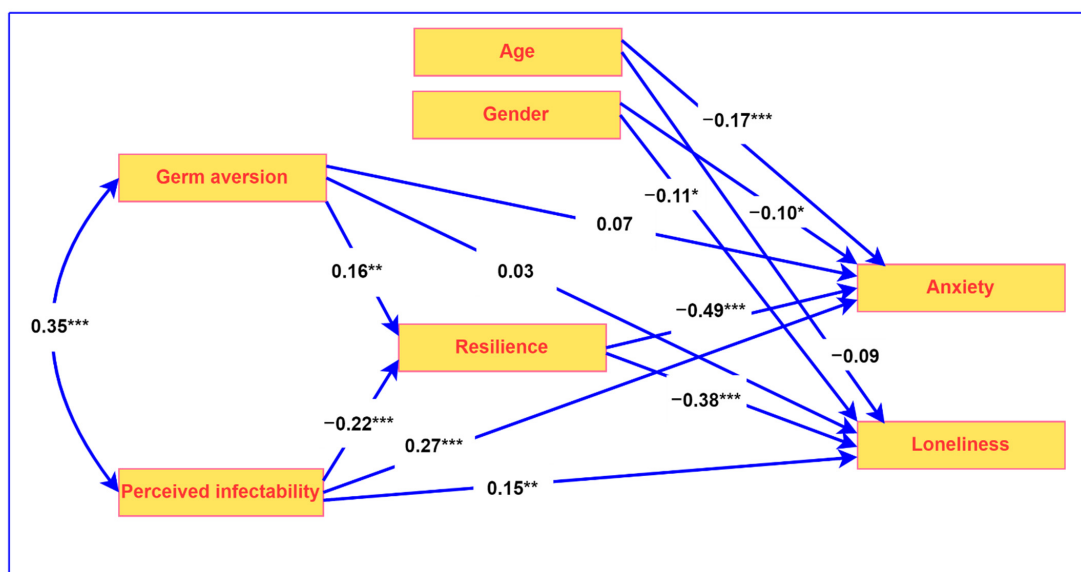 Age
Gender
−0.17***
Germ aversion
−0.11*
−0.10*
0.07
0.16**
0.03
Anxiety
−0.49***
0.35***
Resilience
−0.09
−0.38***
−0.22***
0.27***
Loneliness
Perceived infectability
0.15**